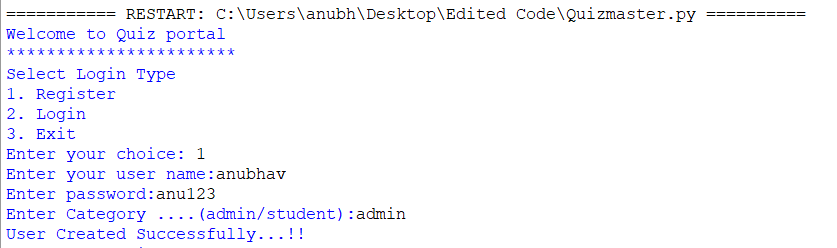 =========== RESTART: C:\Users\anubh\Desktop\Edited Code\Quizmaster.py ==========
Welcome to Quiz portal
***********************
Select Login Type
1. Register
2. Login
3. Exit
Enter your choice: 1
Enter your user name:anubhav
Enter password:anu123
Enter Category ....(admin/student):admin
User Created Successfully...!!